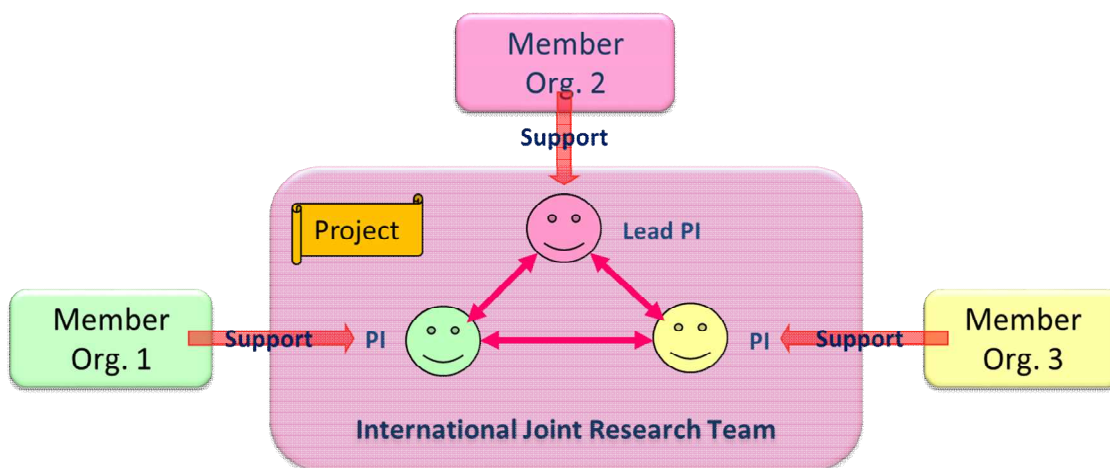 Member
Org. 2
Support
Project
Lead PI
Member
Org. 1
Support
PI
PI
Support
Member
Org. 3
International Joint Research Team